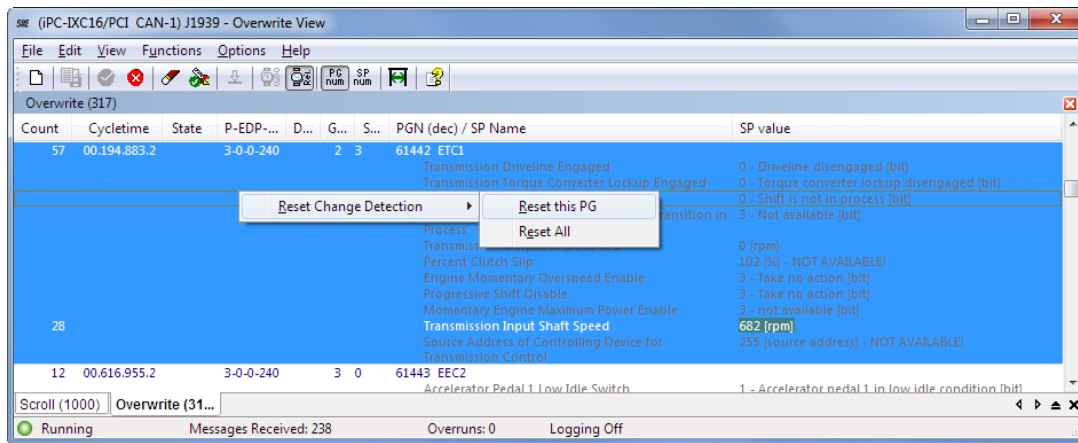 SAE (iPC-IXC16/PCI CAN-1) J1939 - Overwrite View
File Edit View Functions Options Help
PG num SP num
Overwrite (317)
Count Cycletime State P-EDP-... D... G... S... PGN (dec) / SP Name SP value
57 00.194.883.2 3-0-0-240 2 3 61442 ETC1
Transmission Driveline Engaged 0 - Driveline disengaged [bit]
Transmission Torque Converter Lockup Engaged 0 - Torque converter lockup disengaged [bit]
0 - Shift is not in process [bit]
Reset Change Detection Reset this PG
ransition in 3 - Not available [bit]
Process
Reset All
Transmis 0 [rpm]
Percent Clutch Slip 102 [%] - NOT AVAILABLE!
Engine Momentary Overspeed Enable 3 - Take no action [bit]
Progressive Shift Disable 3 - Take no action [bit]
Momentary Engine Maximum Power Enable 3 - not available [bit]
28 Transmission Input Shaft Speed 682 [rpm]
Source Address of Controlling Device for 255 [source address] - NOT AVAILABLE!
Transmission Control
12 00.616.955.2 3-0-0-240 3 0 61443 EEC2
Accelerator Pedal 1 Low Idle Switch 1 - Accelerator pedal 1 in low idle condition [bit]
Scroll (1000) Overwrite (31...
Running Messages Received: 238 Overruns: 0 Logging Off